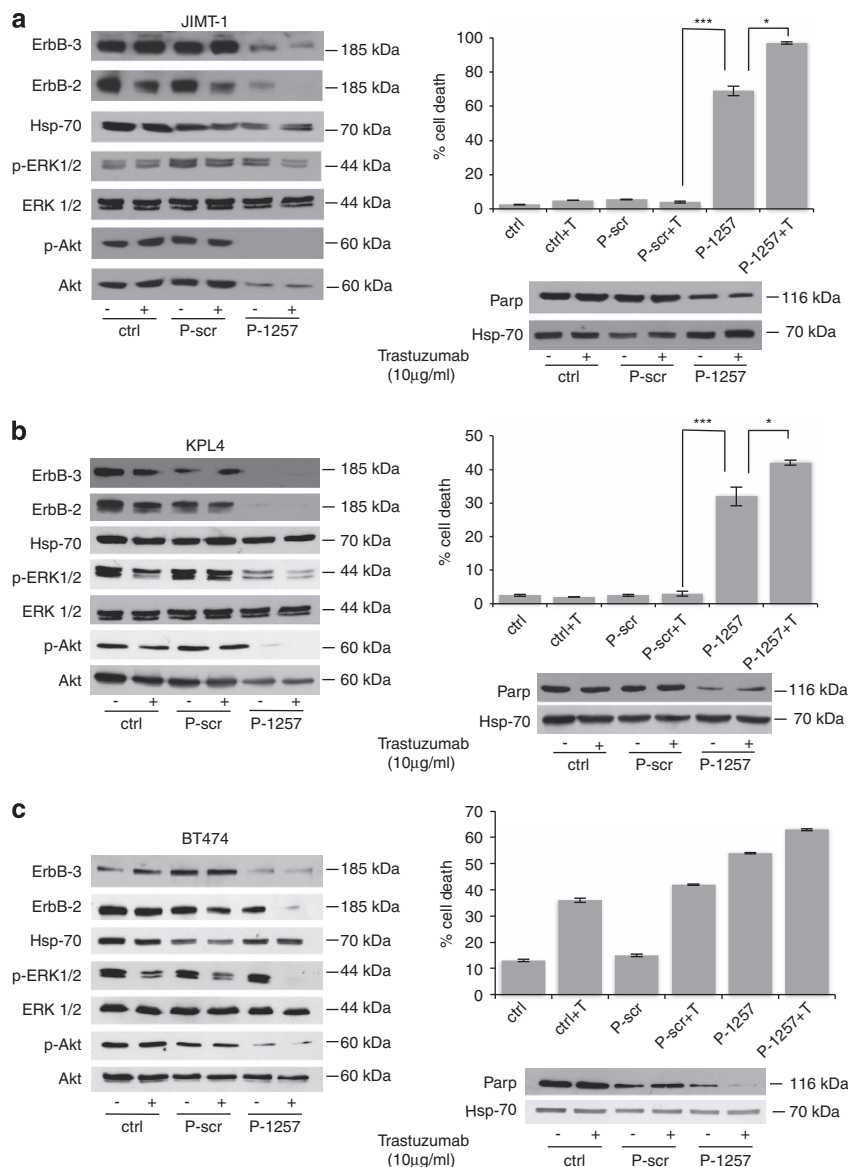 a
JIMT-1
ErbB-3
185 kDa
ErbB-2
185 kDa
Hsp-70
70 kDa
p-ERK1/2
44 kDa
ERK 1/2
44 kDa
p-Akt
60 kDa
Akt
60 kDa
- + - + - +
ctrl P-scr P-1257
*** *
% cell death
100
80
60
40
20
0
ctrl
ctrl+T
P-scr
P-scr+T
P-1257
P-1257+T
Parp
116 kDa
Hsp-70
70 kDa
Trastuzumab - + - + - +
(10µg/ml) ctrl P-scr P-1257
b
KPL4
ErbB-3
185 kDa
ErbB-2
185 kDa
Hsp-70
70 kDa
p-ERK1/2
44 kDa
ERK 1/2
44 kDa
p-Akt
60 kDa
Akt
60 kDa
- + - + - +
ctrl P-scr P-1257
*** *
% cell death
50
40
30
20
10
0
ctrl
ctrl+T
P-scr
P-scr+T
P-1257
P-1257+T
Parp
116 kDa
Hsp-70
70 kDa
Trastuzumab - + - + - +
(10µg/ml) ctrl P-scr P-1257
c
BT474
ErbB-3
185 kDa
ErbB-2
185 kDa
Hsp-70
70 kDa
p-ERK1/2
44 kDa
ERK 1/2
44 kDa
p-Akt
60 kDa
Akt
60 kDa
- + - + - +
ctrl P-scr P-1257
% cell death
70
60
50
40
30
20
10
0
ctrl
ctrl+T
P-scr
P-scr+T
P-1257
P-1257+T
Parp
116 kDa
Hsp-70
70 kDa
Trastuzumab - + - + - +
(10µg/ml) ctrl P-scr P-1257